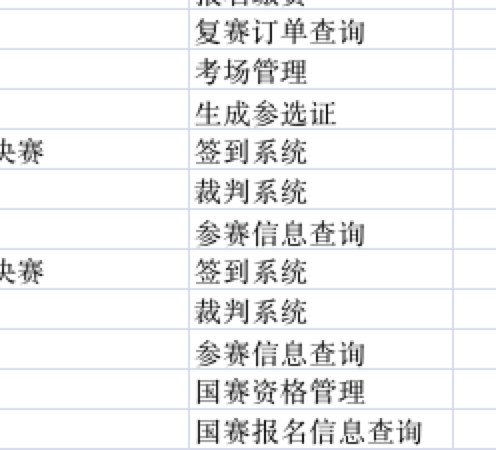 复赛订单查询
考场管理
生成参选证
决赛 签到系统
裁判系统
参赛信息查询
决赛 签到系统
裁判系统
参赛信息查询
国赛资格管理
国赛报名信息查询